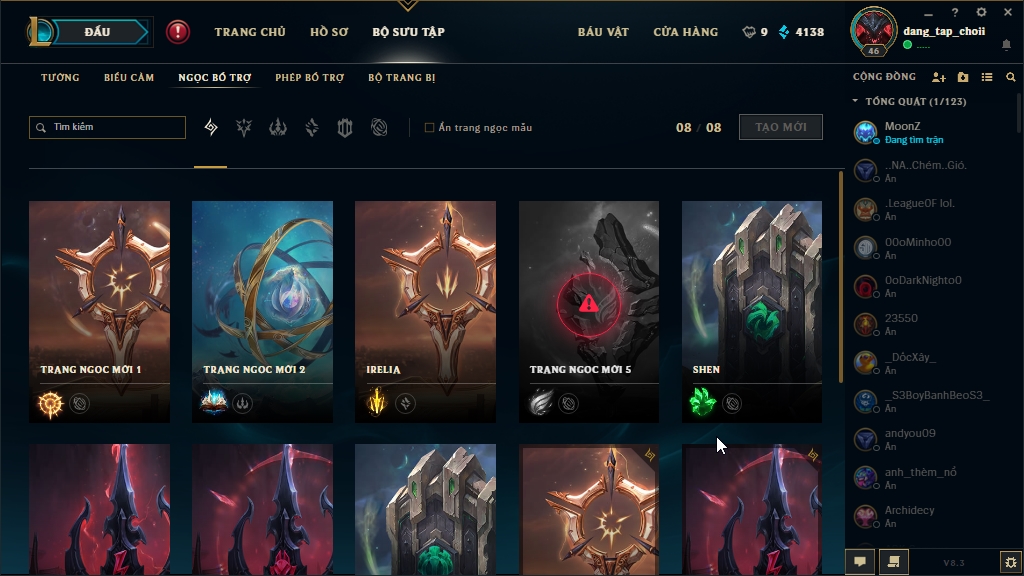 ĐẤU
TRANG CHỦ
HỒ SƠ
BỘ SƯU TẬP
BÁU VẬT
CỬA HÀNG
9
4138
46
dang_tap_choii
.....
TƯỚNG
BIỂU CẢM
NGỌC BỔ TRỢ
PHÉP BỔ TRỢ
BỘ TRANG BỊ
CỘNG ĐỒNG
TỔNG QUÁT (1/123)
Tìm kiếm
Ẩn trang ngọc mẫu
08 / 08
TẠO MỚI
TRANG NGỌC MỚI 1
TRANG NGỌC MỚI 2
IRELIA
TRANG NGỌC MỚI 5
SHEN
MoonZ
Đang tìm trận
..NA..Chém..Gió.
Ẩn
.League0F lol.
Ẩn
00oMinho00
Ẩn
0oDarkNighto0
Ẩn
23550
Ẩn
_DốcXây_
Ẩn
_S3BoyBanhBeoS3_
Ẩn
andyou09
Ẩn
anh_thèm_nổ
Ẩn
Archidecy
Ẩn
V8.3